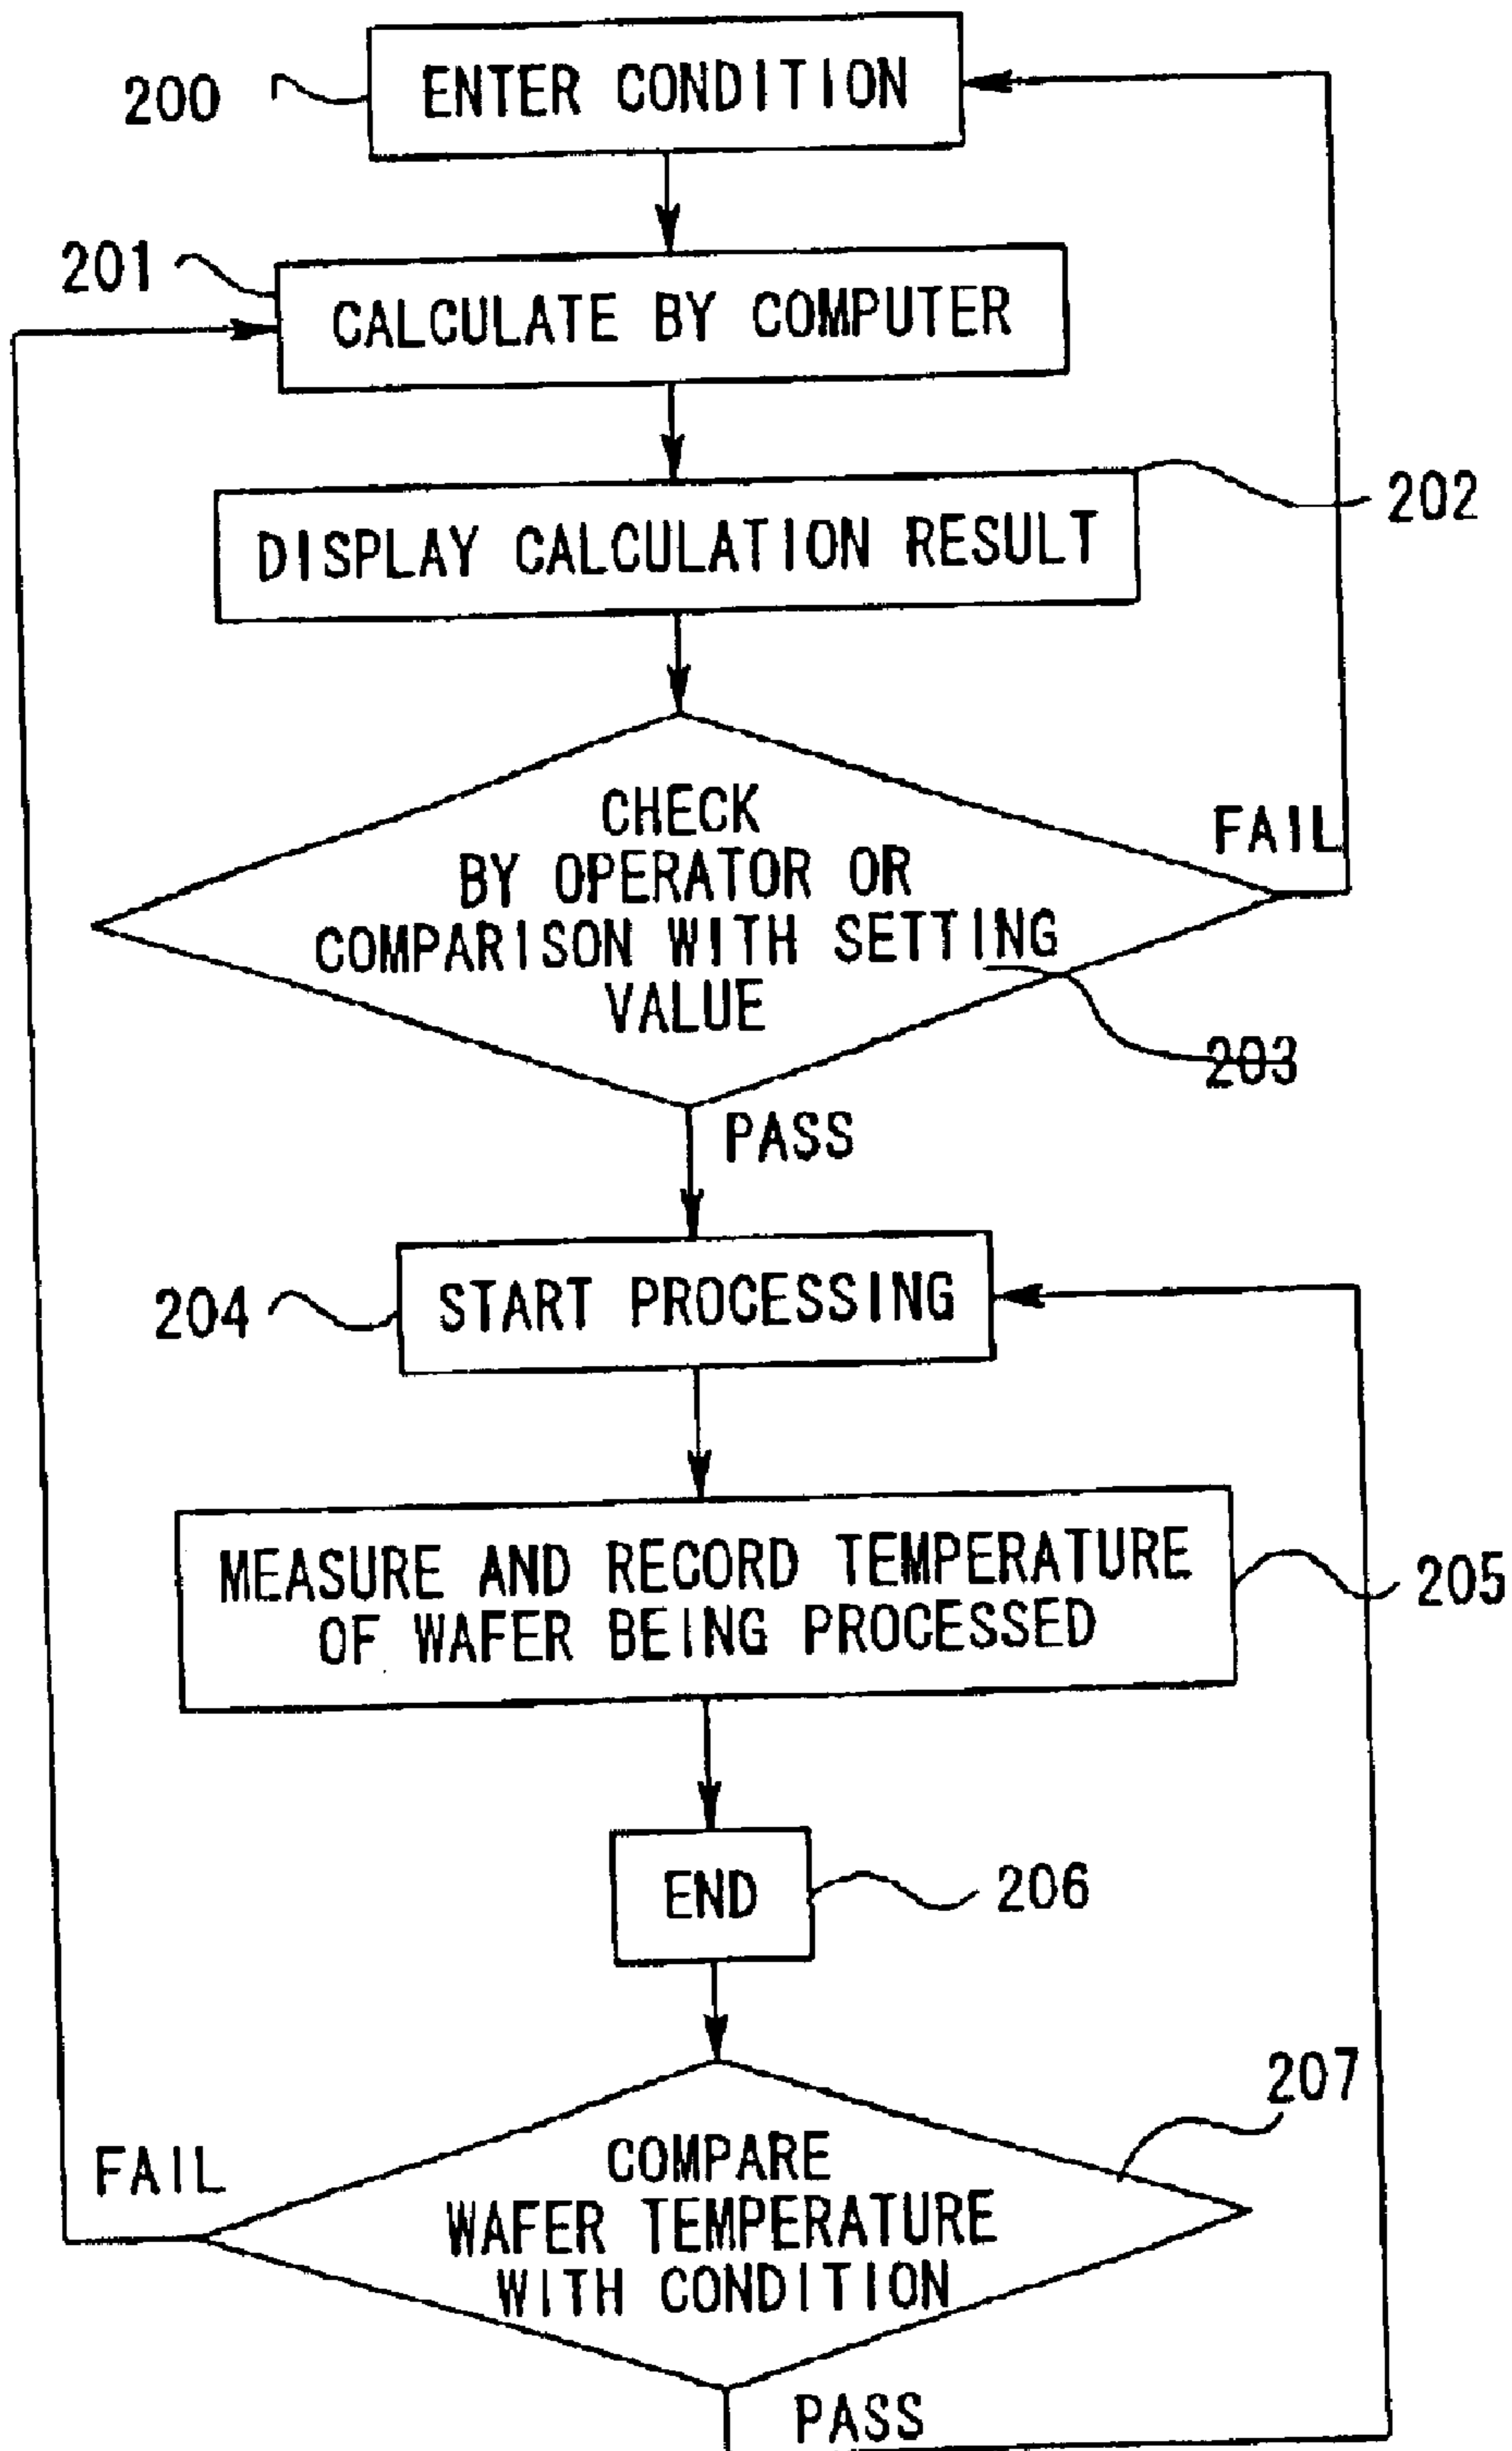 200
ENTER CONDITION
201
CALCULATE BY COMPUTER
DISPLAY CALCULATION RESULT
202
CHECK
BY OPERATOR OR
COMPARISON WITH SETTING
VALUE
FAIL
203
PASS
204
START PROCESSING
MEASURE AND RECORD TEMPERATURE
OF WAFER BEING PROCESSED
205
END
206
207
FAIL
COMPARE
WAFER TEMPERATURE
WITH CONDITION
PASS